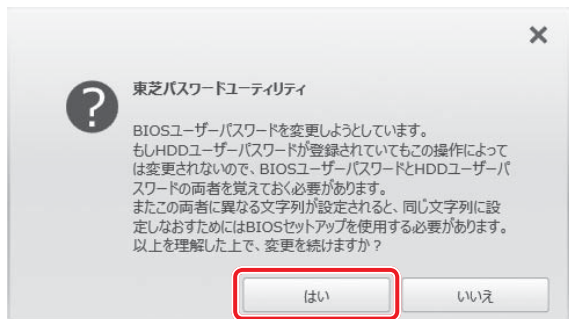 東芝パスワードユーティリティ
BIOSユーザーパスワードを変更しようとしています。
もしHDDユーザーパスワードが登録されていてもこの操作によって
は変更されないので、BIOSユーザーパスワードとHDDユーザーパ
スワードの両者を覚えておく必要があります。
またこの両者に異なる文字列が設定されると、同じ文字列に設
定しなおすためにはBIOSセットアップを使用する必要があります。
以上を理解した上で、変更を続けますか？
はい いいえ